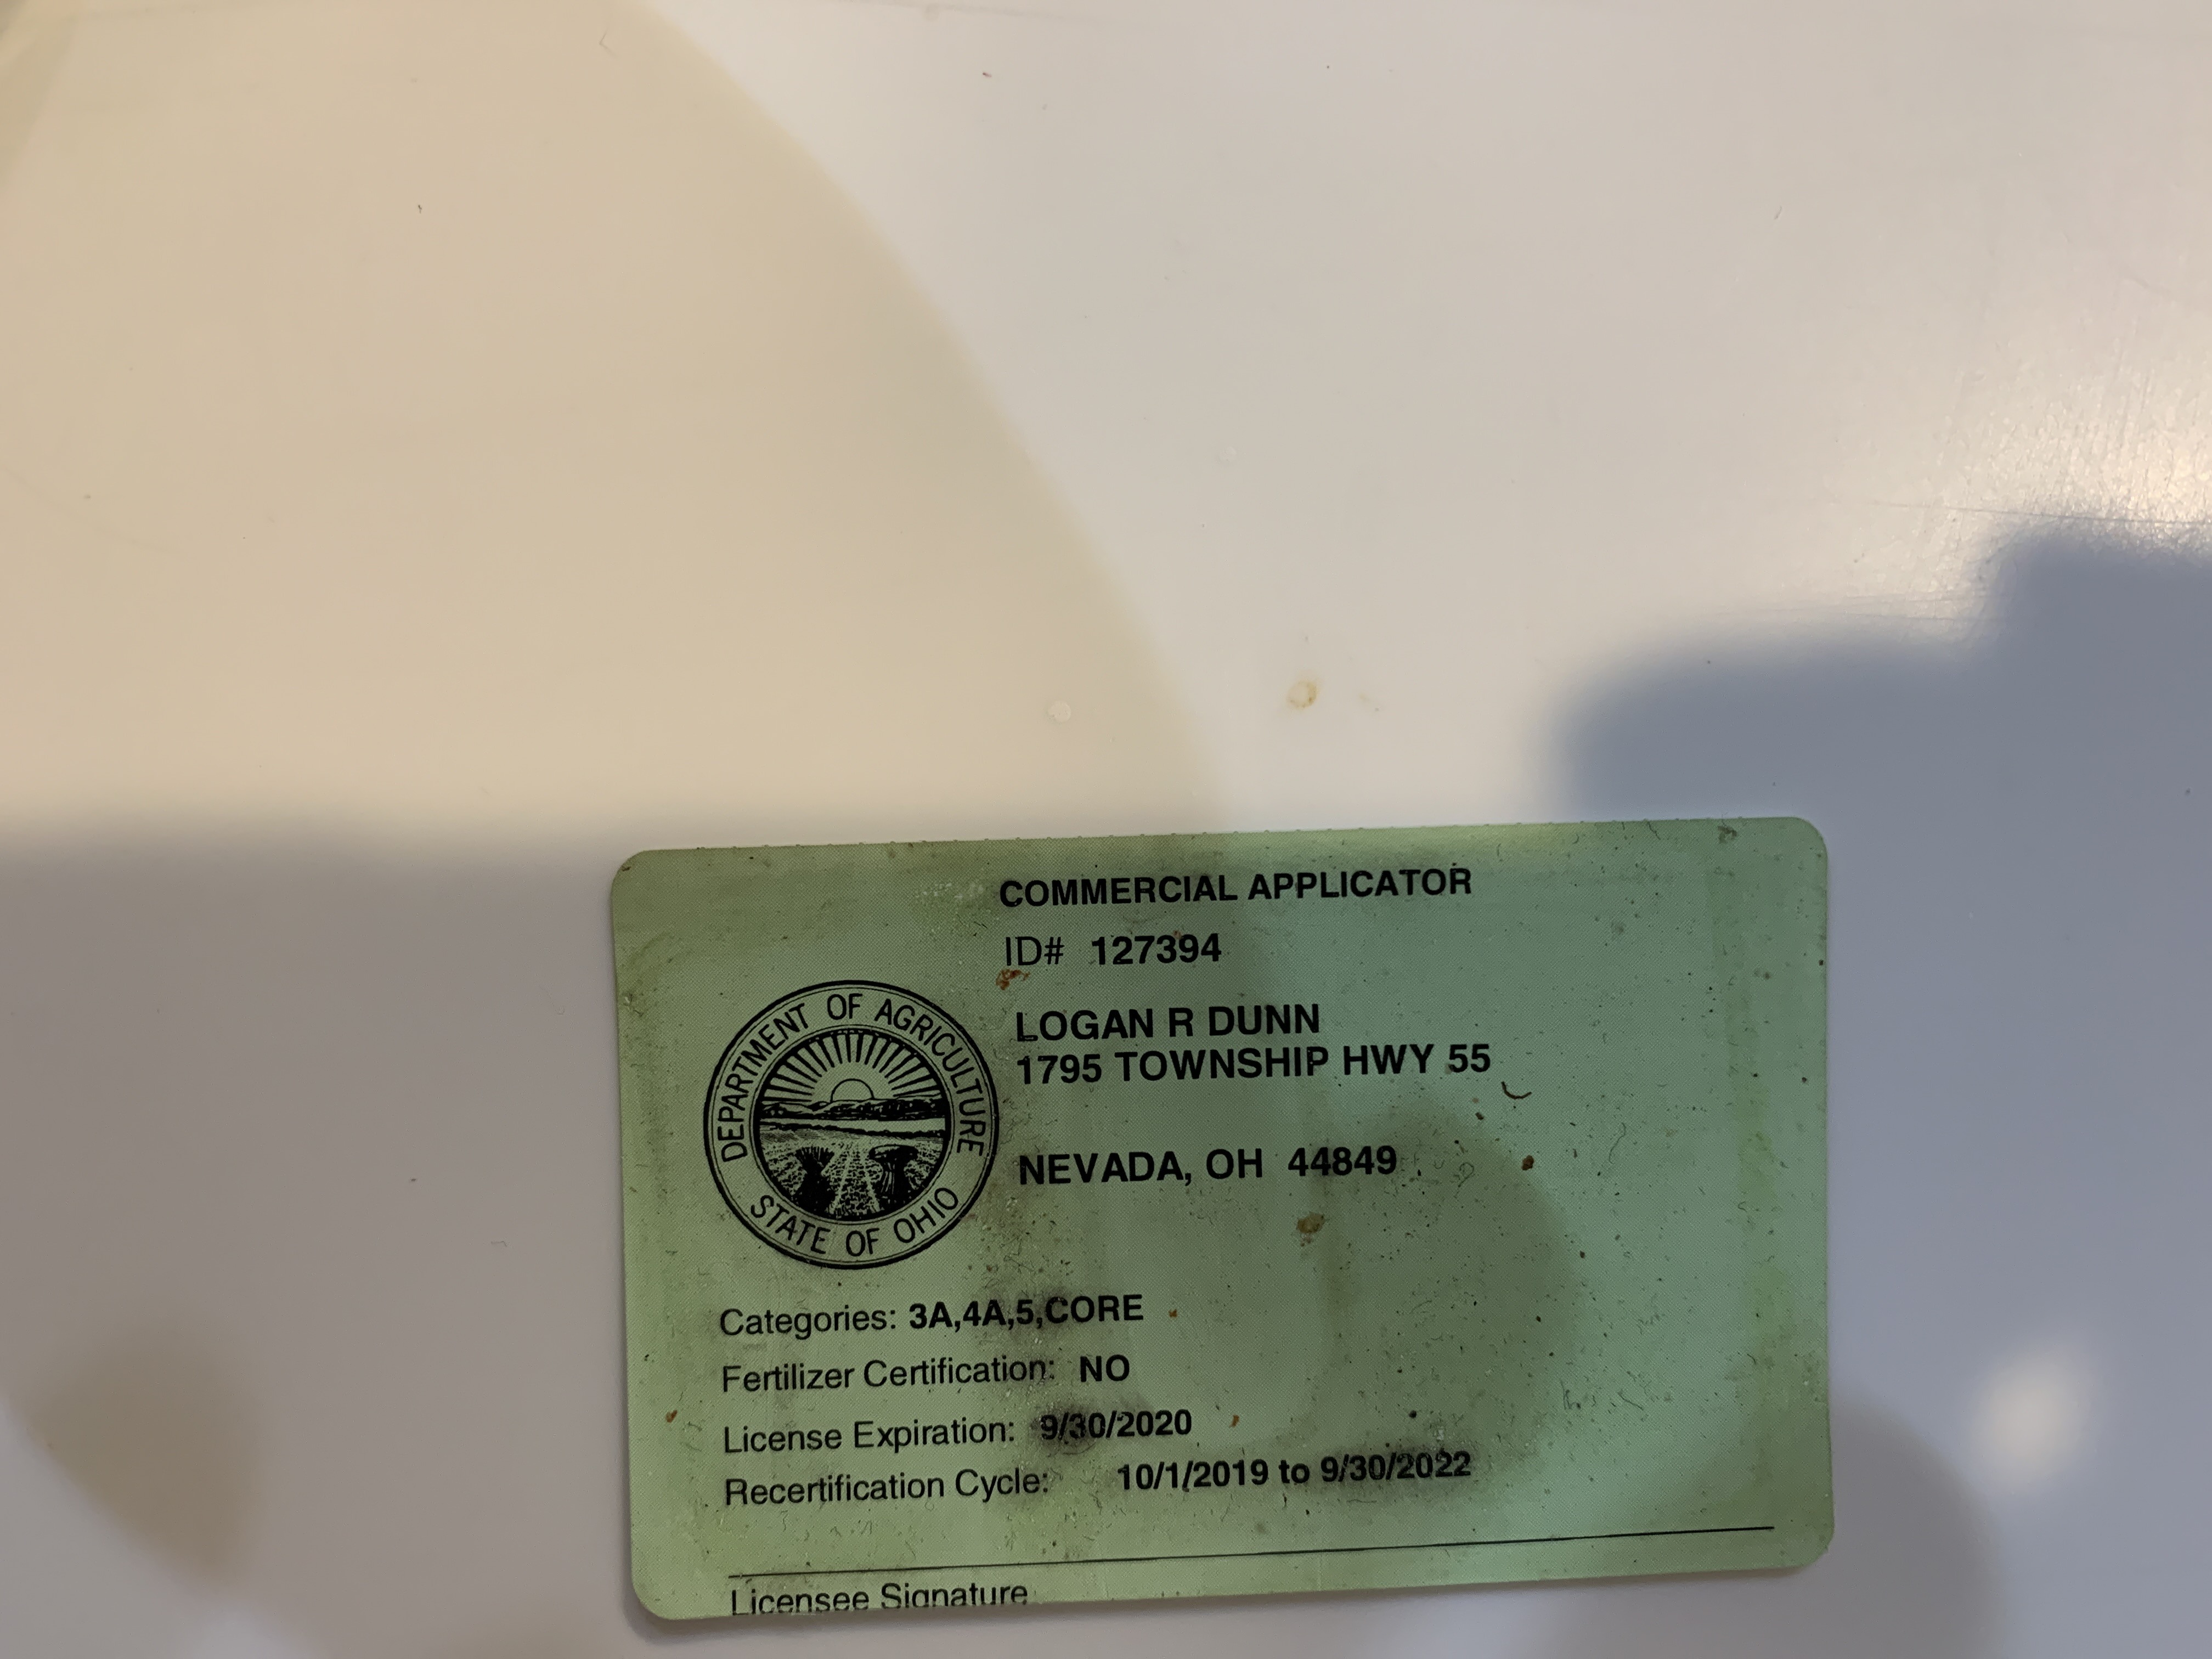 COMMERCIAL APPLICATOR
ID# 127394
LOGAN R DUNN
1795 TOWNSHIP HWY 55
NEVADA, OH 44849
DEPARTMENT OF AGRICULTURE
STATE OF OHIO
Categories: 3A,4A,5,CORE
Fertilizer Certification: NO
License Expiration: 9/30/2020
Recertification Cycle: 10/1/2019 to 9/30/2022
Licensee Signature